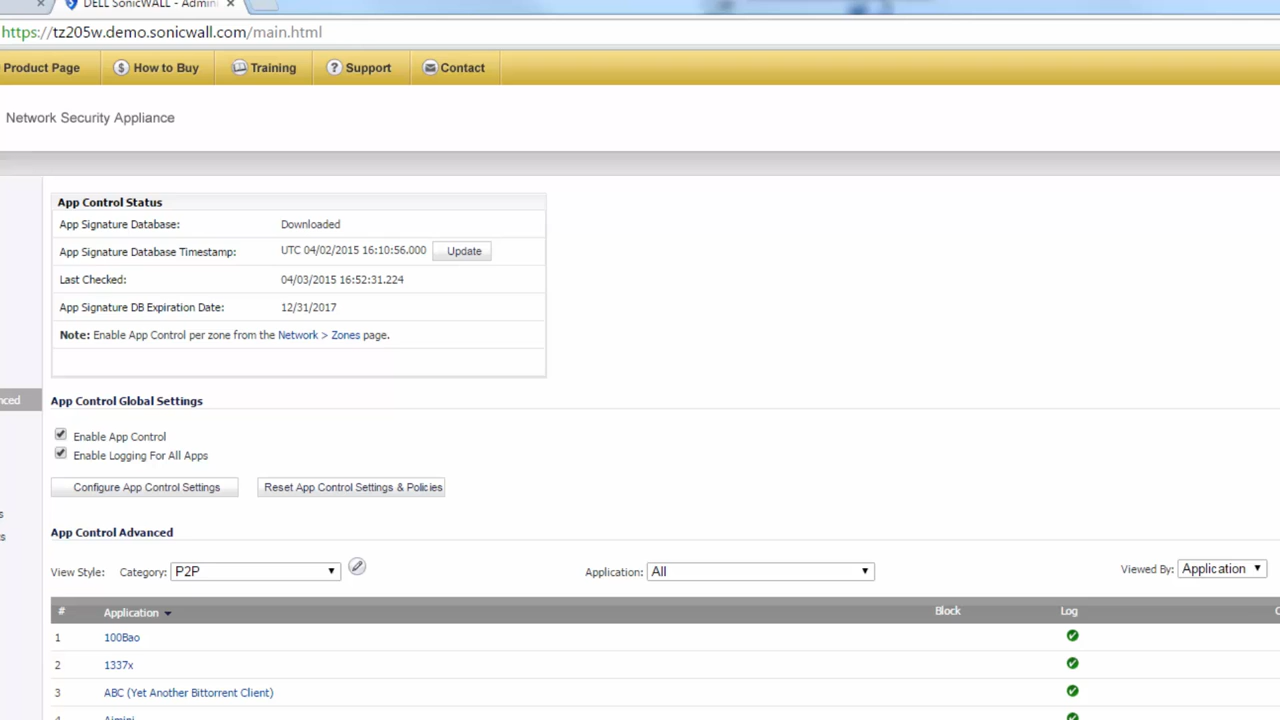 DELL SonicWALL - Admini
https://tz205w.demo.sonicwall.com/main.html
Product Page How to Buy Training Support Contact
Network Security Appliance
App Control Status
App Signature Database: Downloaded
App Signature Database Timestamp: UTC 04/02/2015 16:10:56.000 Update
Last Checked: 04/03/2015 16:52:31.224
App Signature DB Expiration Date: 12/31/2017
Note: Enable App Control per zone from the Network > Zones page.
nced
App Control Global Settings
Enable App Control
Enable Logging For All Apps
Configure App Control Settings Reset App Control Settings & Policies
s
App Control Advanced
s
View Style: Category: P2P Application: All Viewed By: Application
# Application Block Log
1 100Bao
2 1337x
3 ABC (Yet Another Bittorrent Client)
4 Aimini